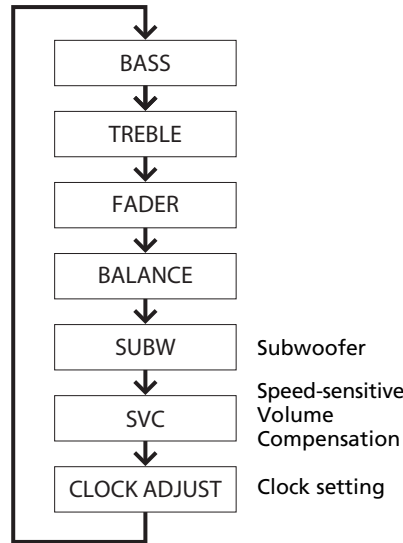 BASS
TREBLE
FADER
BALANCE
SUBW
Subwoofer
SVC
Speed-sensitive
Volume
Compensation
CLOCK ADJUST
Clock setting